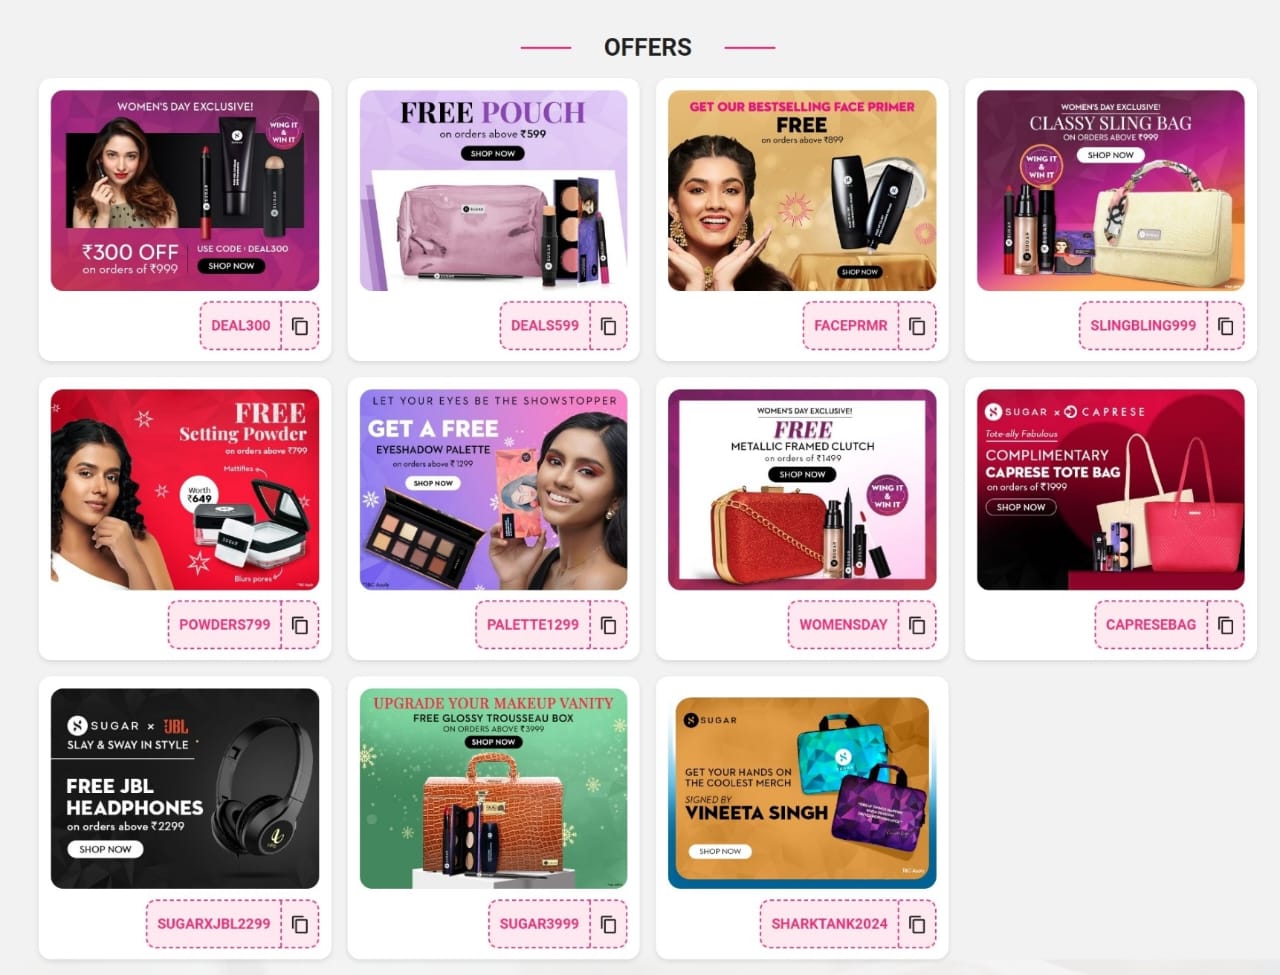 OFFERS
WOMEN'S DAY EXCLUSIVE!
WING IT
&
WIN IT
₹300 OFF
on orders of ₹999
USE CODE - DEAL300
SHOP NOW
DEAL300
FREE POUCH
on orders above ₹599
SHOP NOW
SUGAR
DEALS599
GET OUR BESTSELLING FACE PRIMER
FREE
on orders above ₹899
SHOP NOW
FACEPRMR
WOMEN'S DAY EXCLUSIVE!
CLASSY SLING BAG
ON ORDERS ABOVE ₹999
SHOP NOW
WING IT
&
WIN IT
SLINGBLING999
FREE
Setting Powder
on orders above ₹799
Mattifies
Worth
₹649
SUGAR
Blurs pores
POWDERS799
LET YOUR EYES BE THE SHOWSTOPPER
GET A FREE
EYESHADOW PALETTE
on orders above ₹1299
SHOP NOW
*T&C Apply
PALETTE1299
WOMEN'S DAY EXCLUSIVE!
FREE
METALLIC FRAMED CLUTCH
on orders of ₹1499
SHOP NOW
WING IT
&
WIN IT
WOMENSDAY
SUGAR x CAPRESE
Tote-ally Fabulous
COMPLIMENTARY
CAPRESE TOTE BAG
on orders of ₹1999
SHOP NOW
CAPRESEBAG
SUGAR x JBL
SLAY & SWAY IN STYLE
FREE JBL
HEADPHONES
on orders above ₹2299
SHOP NOW
SUGARXJBL2299
UPGRADE YOUR MAKEUP VANITY
FREE GLOSSY TROUSSEAU BOX
ON ORDERS ABOVE ₹3999
SHOP NOW
SUGAR3999
SUGAR
GET YOUR HANDS ON
THE COOLEST MERCH
SIGNED BY
VINEETA SINGH
SHOP NOW
T&C Apply
SHARKTANK2024